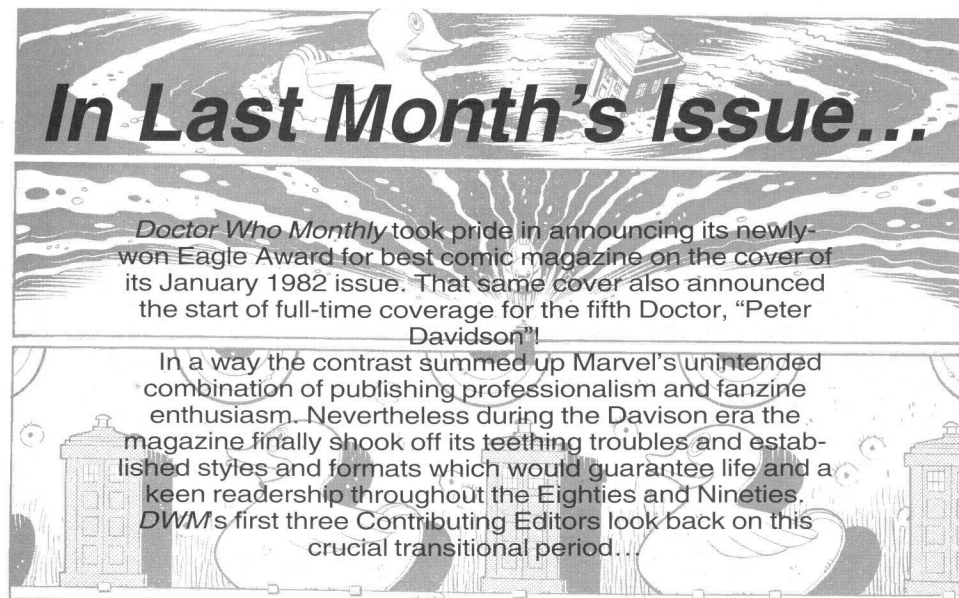 In Last Month's Issue...
Doctor Who Monthly took pride in announcing its newly-
won Eagle Award for best comic magazine on the cover of
its January 1982 issue. That same cover also announced
the start of full-time coverage for the fifth Doctor, “Peter
Davidson”!
In a way the contrast summed up Marvel's unintended
combination of publishing professionalism and fanzine
enthusiasm. Nevertheless during the Davison era the
magazine finally shook off its teething troubles and estab-
lished styles and formats which would guarantee life and a
keen readership throughout the Eighties and Nineties.
DWM's first three Contributing Editors look back on this
crucial transitional period...